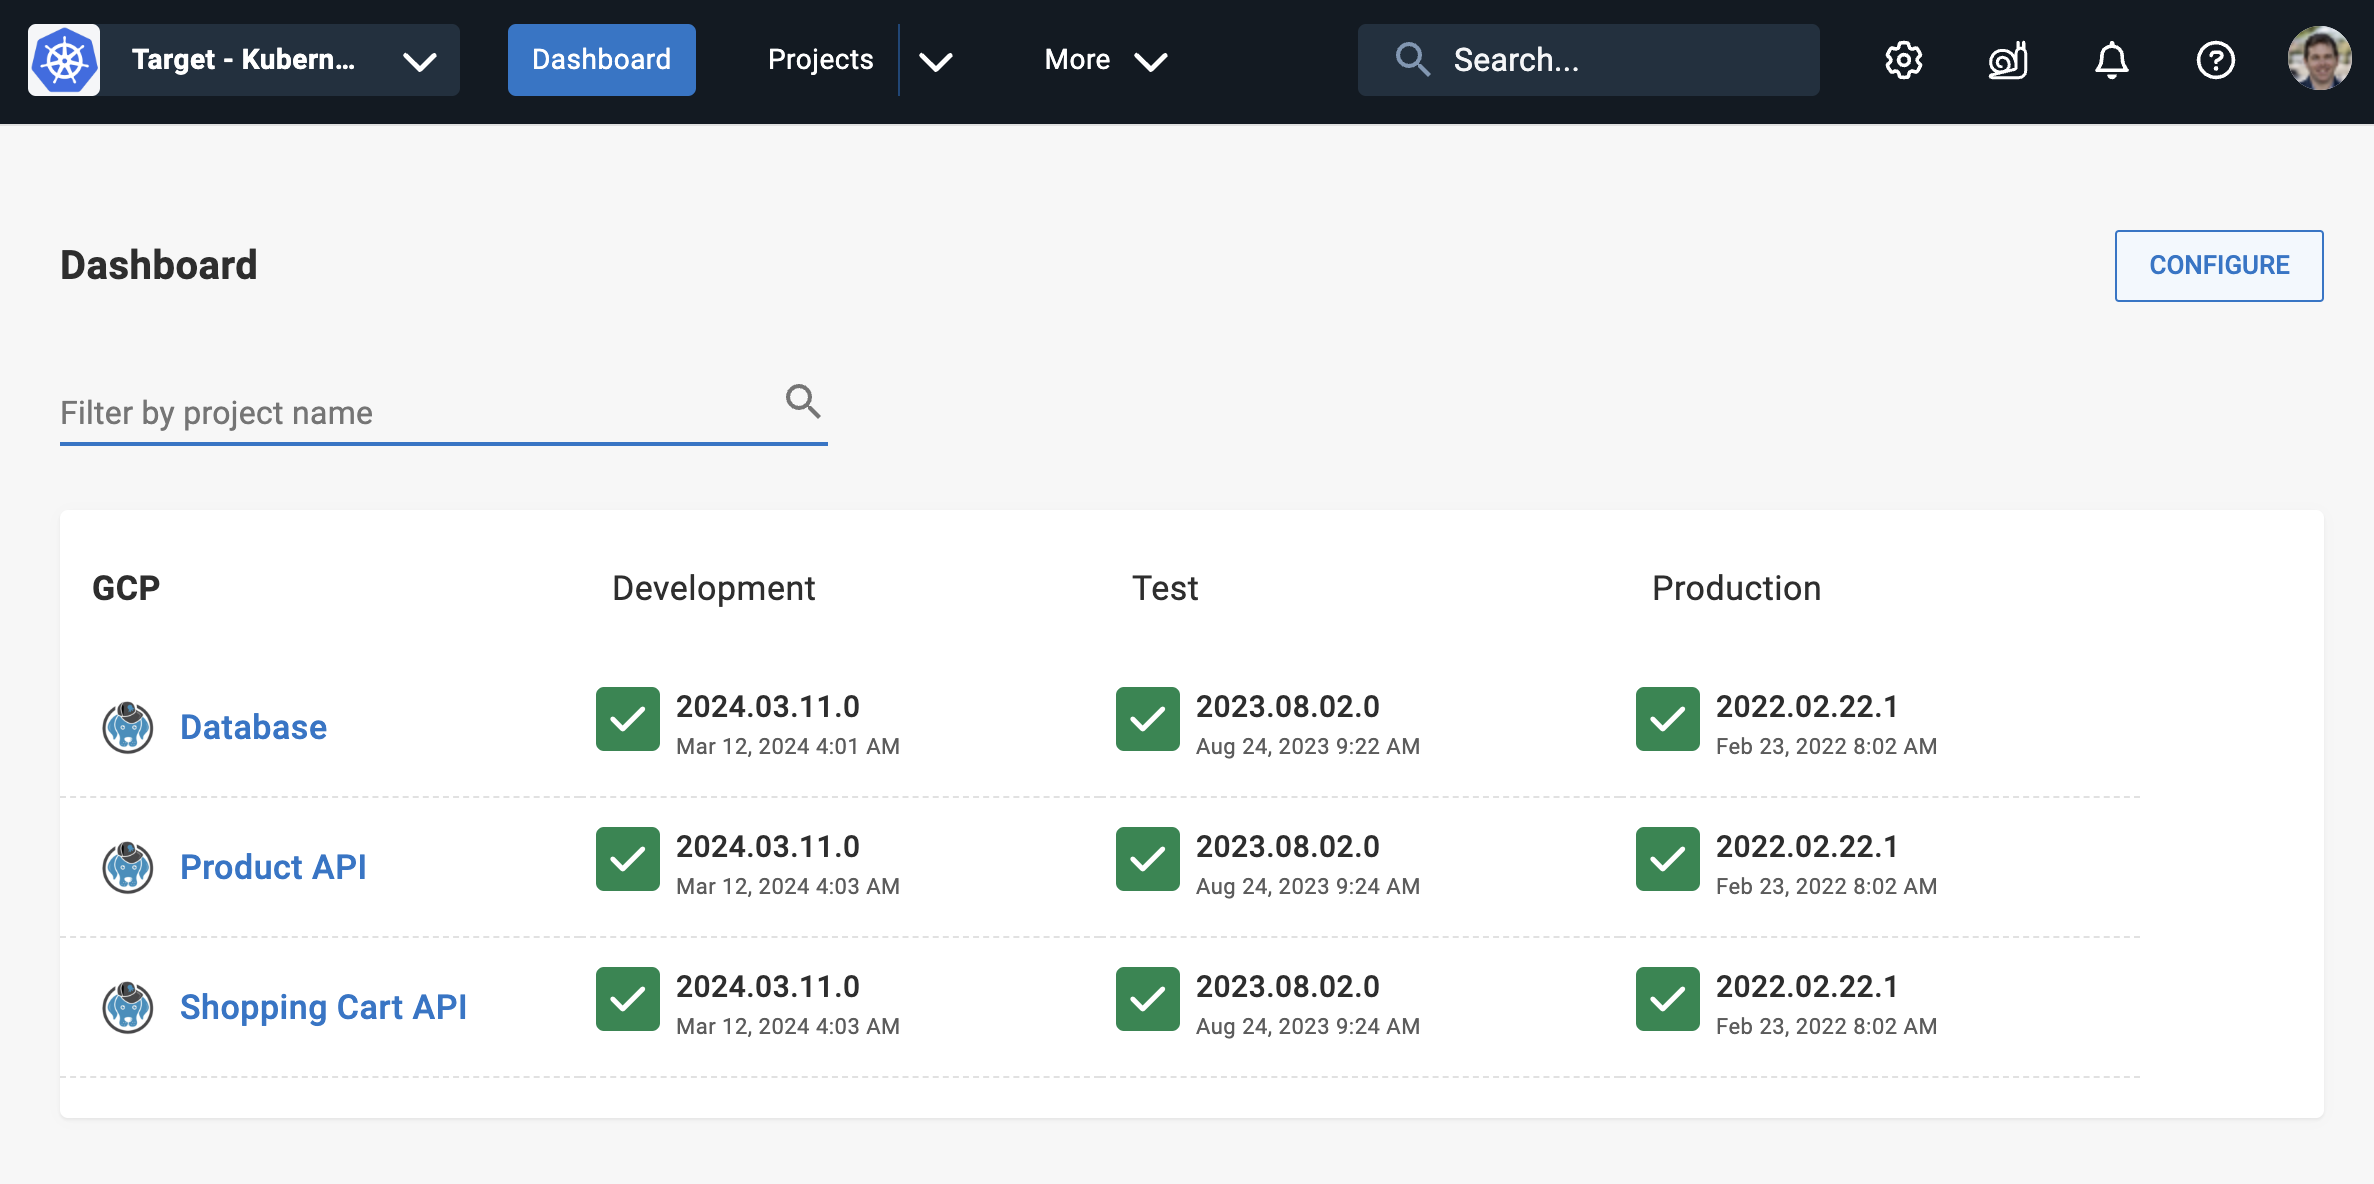 Target - Kubern...
Dashboard
Projects
More
Search...
Dashboard
CONFIGURE
Filter by project name
GCP Development Test Production
Database
2024.03.11.0
Mar 12, 2024 4:01 AM
2023.08.02.0
Aug 24, 2023 9:22 AM
2022.02.22.1
Feb 23, 2022 8:02 AM
Product API
2024.03.11.0
Mar 12, 2024 4:03 AM
2023.08.02.0
Aug 24, 2023 9:24 AM
2022.02.22.1
Feb 23, 2022 8:02 AM
Shopping Cart API
2024.03.11.0
Mar 12, 2024 4:03 AM
2023.08.02.0
Aug 24, 2023 9:24 AM
2022.02.22.1
Feb 23, 2022 8:02 AM